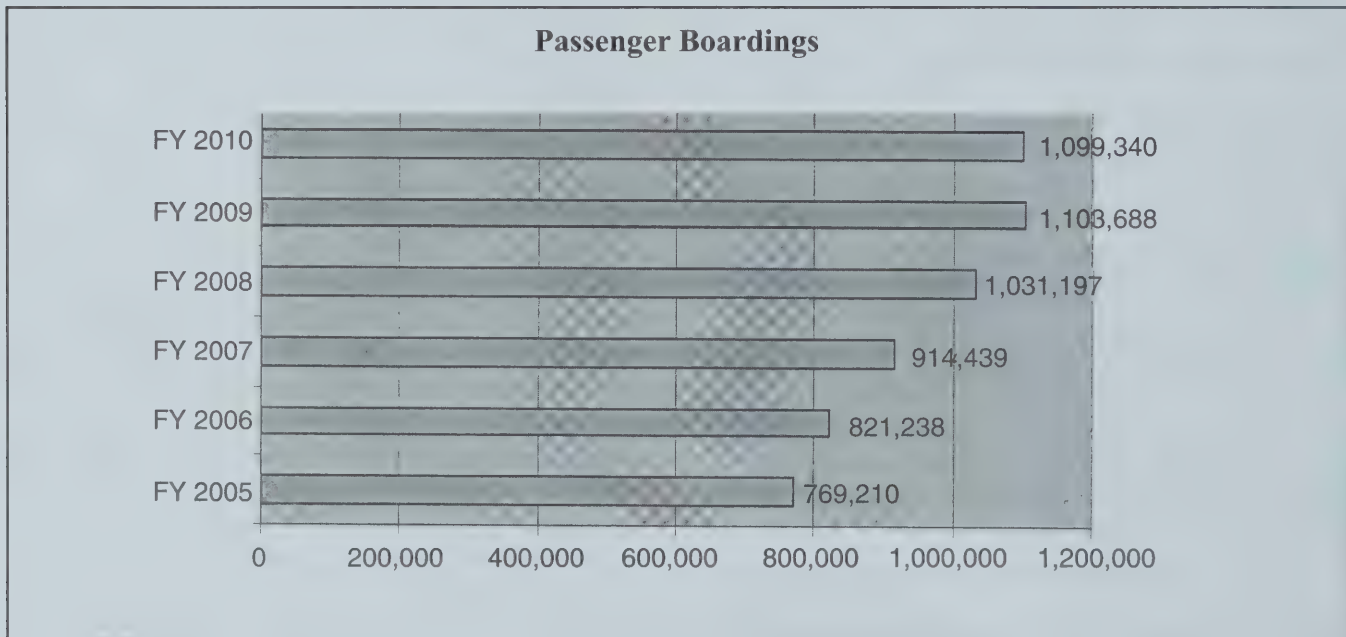 Passenger Boardings
FY 2010 1,099,340
FY 2009 1,103,688
FY 2008 1,031,197
FY 2007 914,439
FY 2006 821,238
FY 2005 769,210
0 200,000 400,000 600,000 800,000 1,000,000 1,200,000